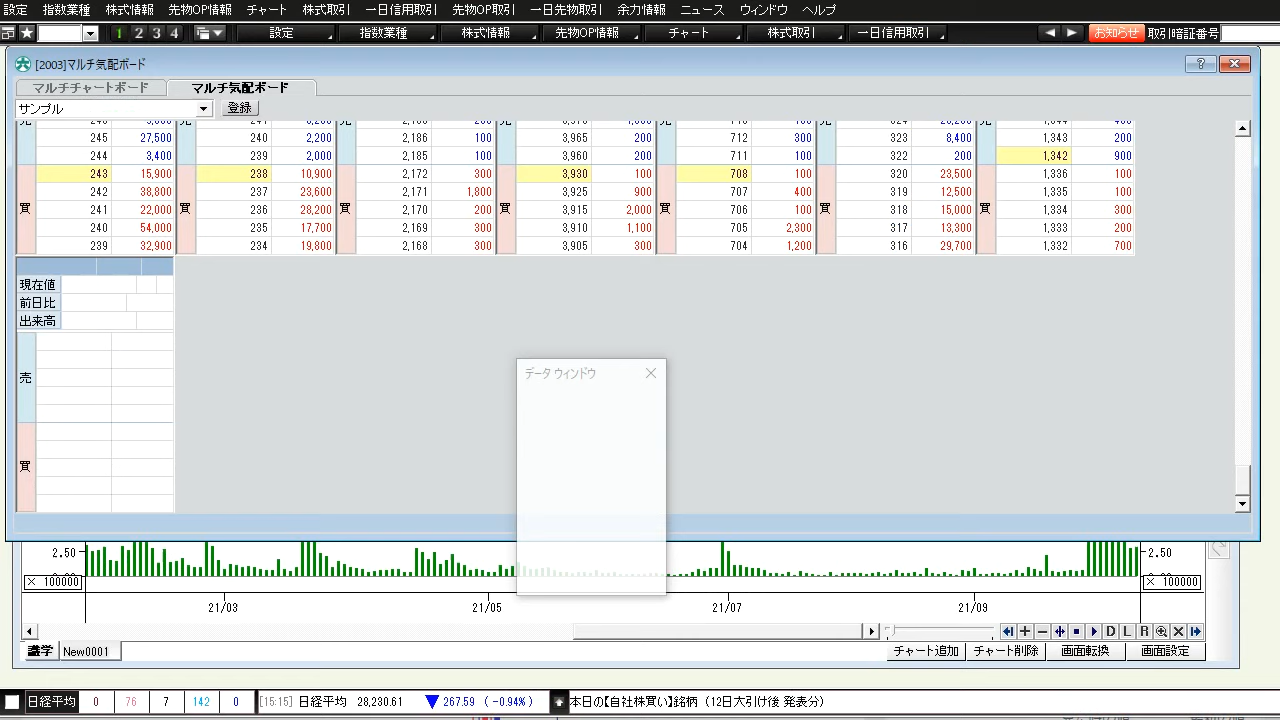 設定 指数業種 株式情報 先物OP情報 チャート 株式取引 一日信用取引 先物OP取引 一日先物取引 余力情報 ニュース ウィンドウ ヘルプ
1 2 3 4 設定 指数業種 株式情報 先物OP情報 チャート 株式取引 一日信用取引 お知らせ 取引暗証番号
[2003]マルチ気配ボード
マルチチャートボード マルチ気配ボード
サンプル 登録
245 27,500 240 2,200 2,186 100 3,965 200 712 300 323 8,400 1,343 200
244 3,400 239 2,000 2,185 100 3,960 200 711 100 322 200 1,342 900
243 15,900 238 10,900 2,172 300 3,930 100 708 100 320 23,500 1,336 100
242 38,800 237 23,600 2,171 1,800 3,925 900 707 400 319 12,500 1,335 100
買 241 22,000 買 236 28,200 買 2,170 200 買 3,915 2,000 買 706 100 買 318 15,000 買 1,334 300
240 54,000 235 17,700 2,169 300 3,910 1,100 705 2,300 317 13,300 1,333 200
239 32,900 234 19,800 2,168 300 3,905 300 704 1,200 316 29,700 1,332 700
現在値
前日比
出来高
売
データ ウィンドウ
買
2.50 2.50
× 100000 × 100000
21/03 21/05 21/07 21/09
D L R
識学 New0001 チャート追加 チャート削除 画面転換 画面設定
日経平均 0 76 7 142 0 [15:15] 日経平均 28,230.61 ▼ 267.59 (-0.94%) 本日の【自社株買い】銘柄 (12日大引け後 発表分)